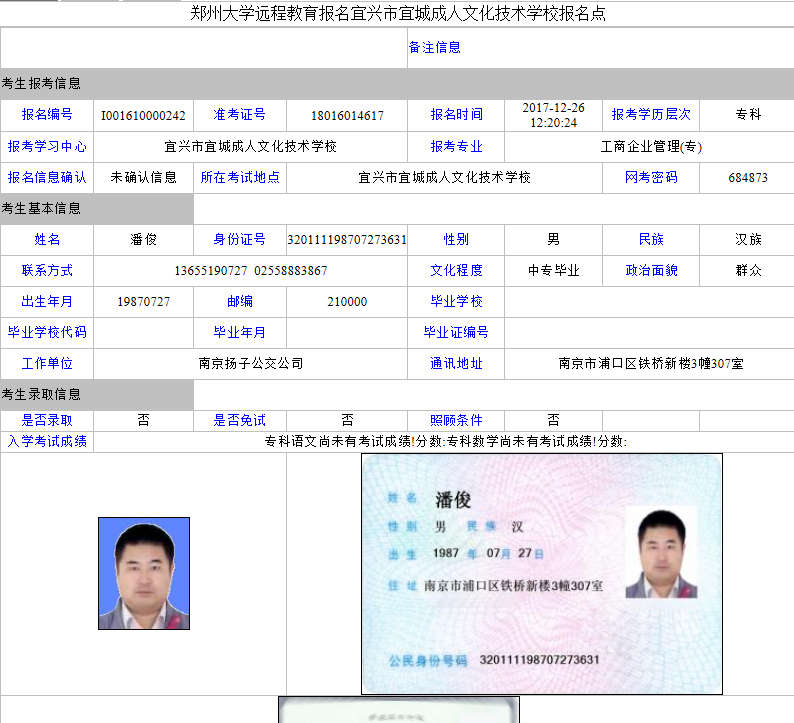 郑州大学远程教育报名宜兴市宜城成人文化技术学校报名点
备注信息
考生报考信息
报名编号 I001610000242 准考证号 18016014617 报名时间 2017-12-26 12:20:24 报考学历层次 专科
报考学习中心 宜兴市宜城成人文化技术学校 报考专业 工商企业管理(专)
报名信息确认 未确认信息 所在考试地点 宜兴市宜城成人文化技术学校 网考密码 684873
考生基本信息
姓名 潘俊 身份证号 320111198707273631 性别 男 民族 汉族
联系方式 13655190727 02558883867 文化程度 中专毕业 政治面貌 群众
出生年月 19870727 邮编 210000 毕业学校
毕业学校代码 毕业年月 毕业证编号
工作单位 南京扬子公交公司 通讯地址 南京市浦口区铁桥新楼3幢307室
考生录取信息
是否录取 否 是否免试 否 照顾条件 否
入学考试成绩 专科语文尚未有考试成绩!分数:专科数学尚未有考试成绩!分数:
姓名 潘俊
性别 男 民族 汉
出生 1987 年 07月 27日
住址 南京市浦口区铁桥新楼3幢307室
公民身份号码 320111198707273631